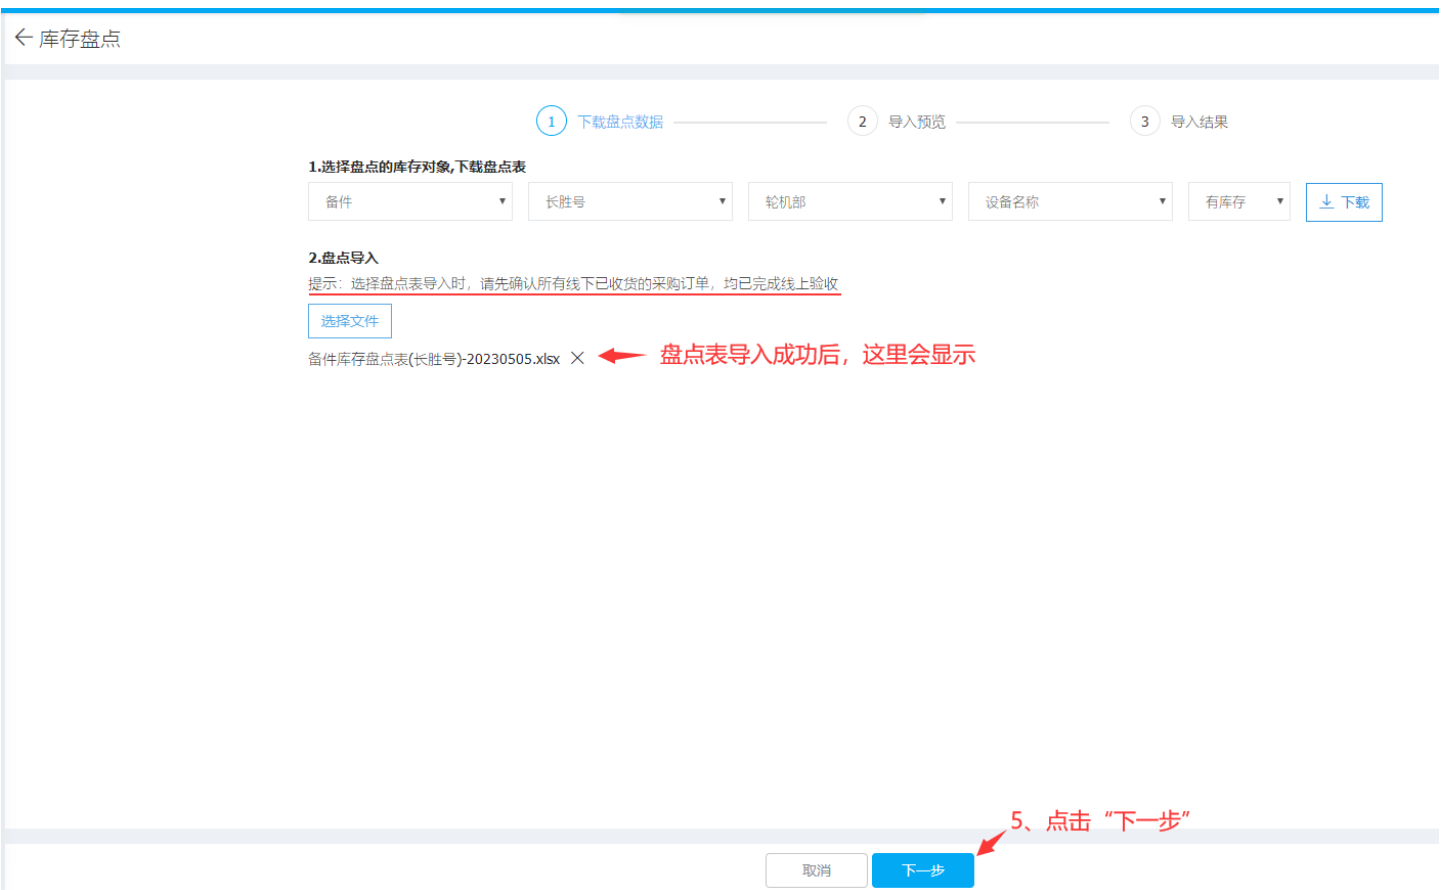 库存盘点
1 下载盘点数据 2 导入预览 3 导入结果
1.选择盘点的库存对象,下载盘点表
备件 长胜号 轮机部 设备名称 有库存 下载
2.盘点导入
提示：选择盘点表导入时，请先确认所有线下已收货的采购订单，均已完成线上验收
选择文件
备件库存盘点表(长胜号)-20230505.xlsx 盘点表导入成功后，这里会显示
5、点击“下一步”
取消 下一步